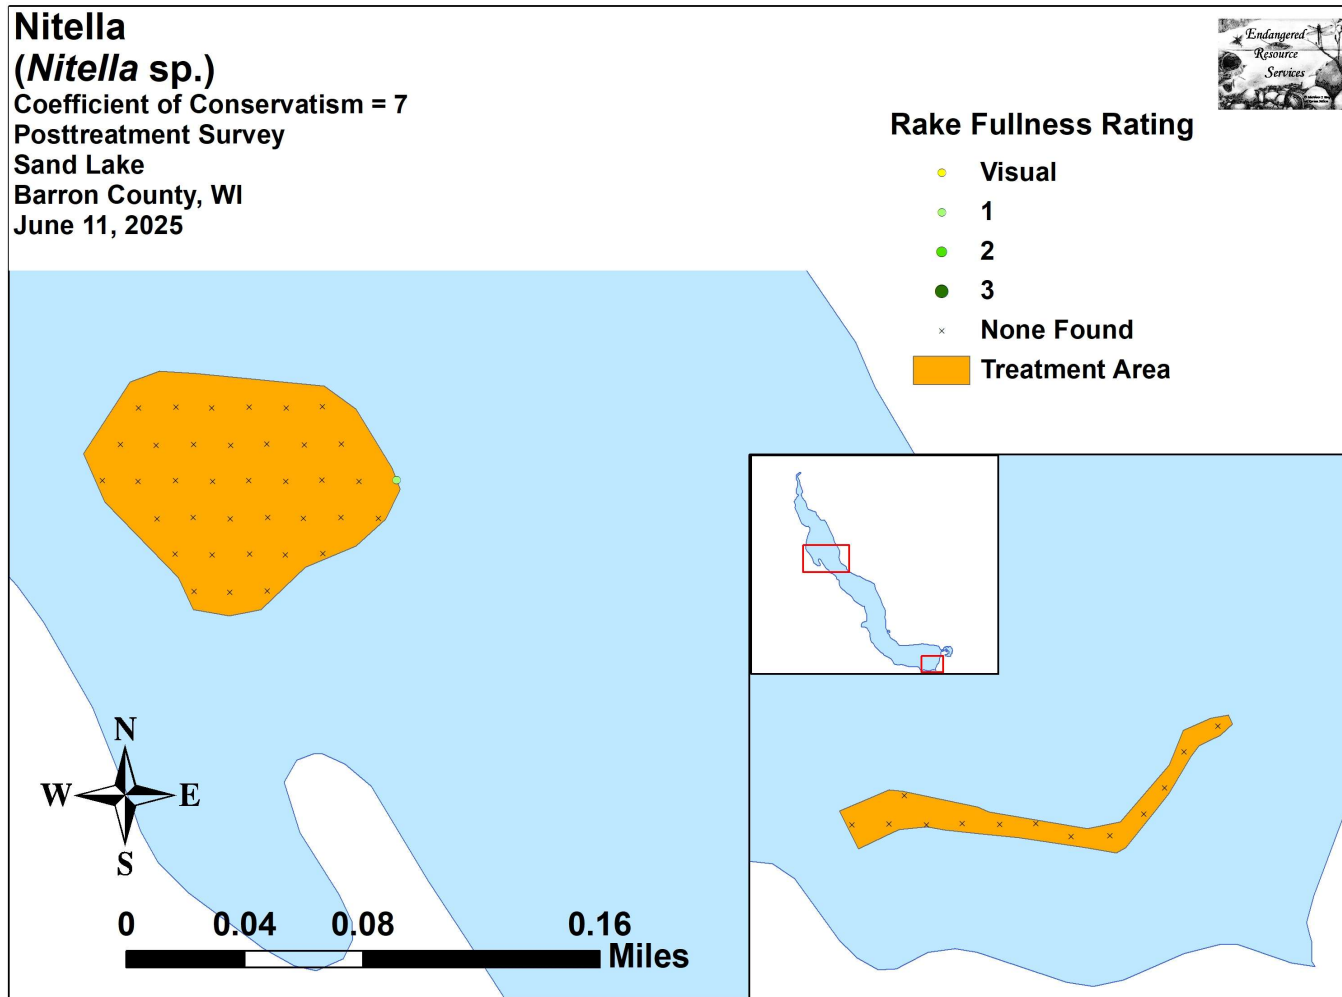 Nitella
(Nitella sp.)
Coefficient of Conservatism = 7
Posttreatment Survey
Sand Lake
Barron County, WI
June 11, 2025
Endangered
Resource
Services
Rake Fullness Rating
Visual
1
2
3
None Found
Treatment Area
N
W E
S
0 0.04 0.08 0.16
Miles